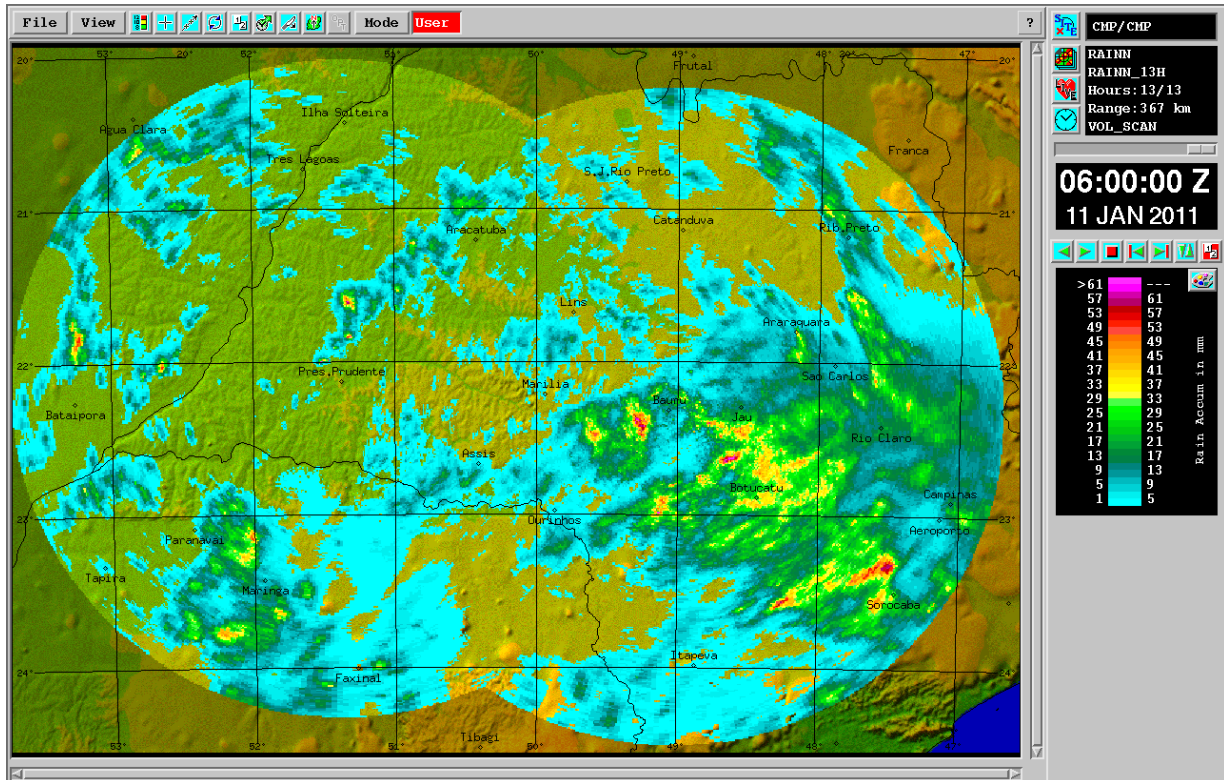 File View Mode User ?
SITE CMP/CMP
RAINN
RAINN_13H
Hours:13/13
Range:367 km
VOL_SCAN
06:00:00 Z
11 JAN 2011
>61 ---
57 61
53 57
49 53
45 49
41 45
37 41
33 37
29 33
25 29
21 25
17 21
13 17
9 13
5 9
1 5
Rain Accum in mm
53° 52° 51° 50° 49° 48° 47°
20° 20°
Frutal
Ilha Solteira
Agua Clara
Franca
Tres Lagoas
S.J.Rio Preto
21° 21°
Catanduva
Aracatuba
Rib.Preto
Lins
Araraquara
22° 22°
Pres.Prudente
Sao Carlos
Marilia
Bauru
Bataipora
Jau
Rio Claro
Assis
Botucatu
Campinas
23° 23°
Ourinhos
Aeroporto
Paranavai
Tapira
Maringa
Sorocaba
Itapeva
24° 24°
Faxinal
Tibagi
53° 52° 51° 50° 49° 48° 47°